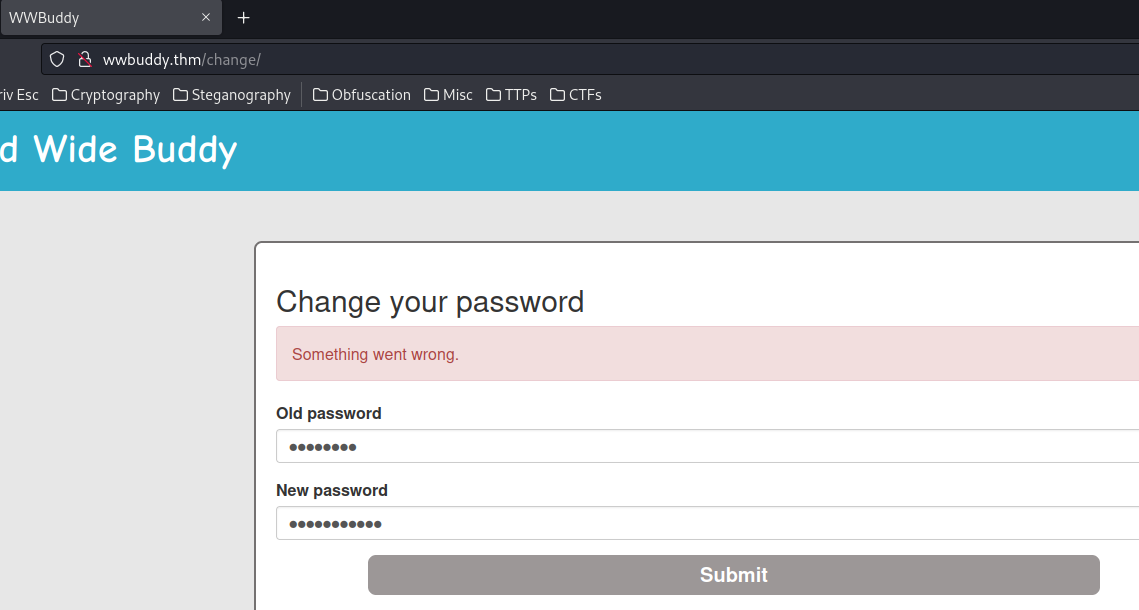 WWBuddy
wwbuddy.thm/change/
riv Esc Cryptography Steganography Obfuscation Misc TTPs CTFs
d Wide Buddy
Change your password
Something went wrong.
Old password
●●●●●●●●
New password
●●●●●●●●●●●
Submit